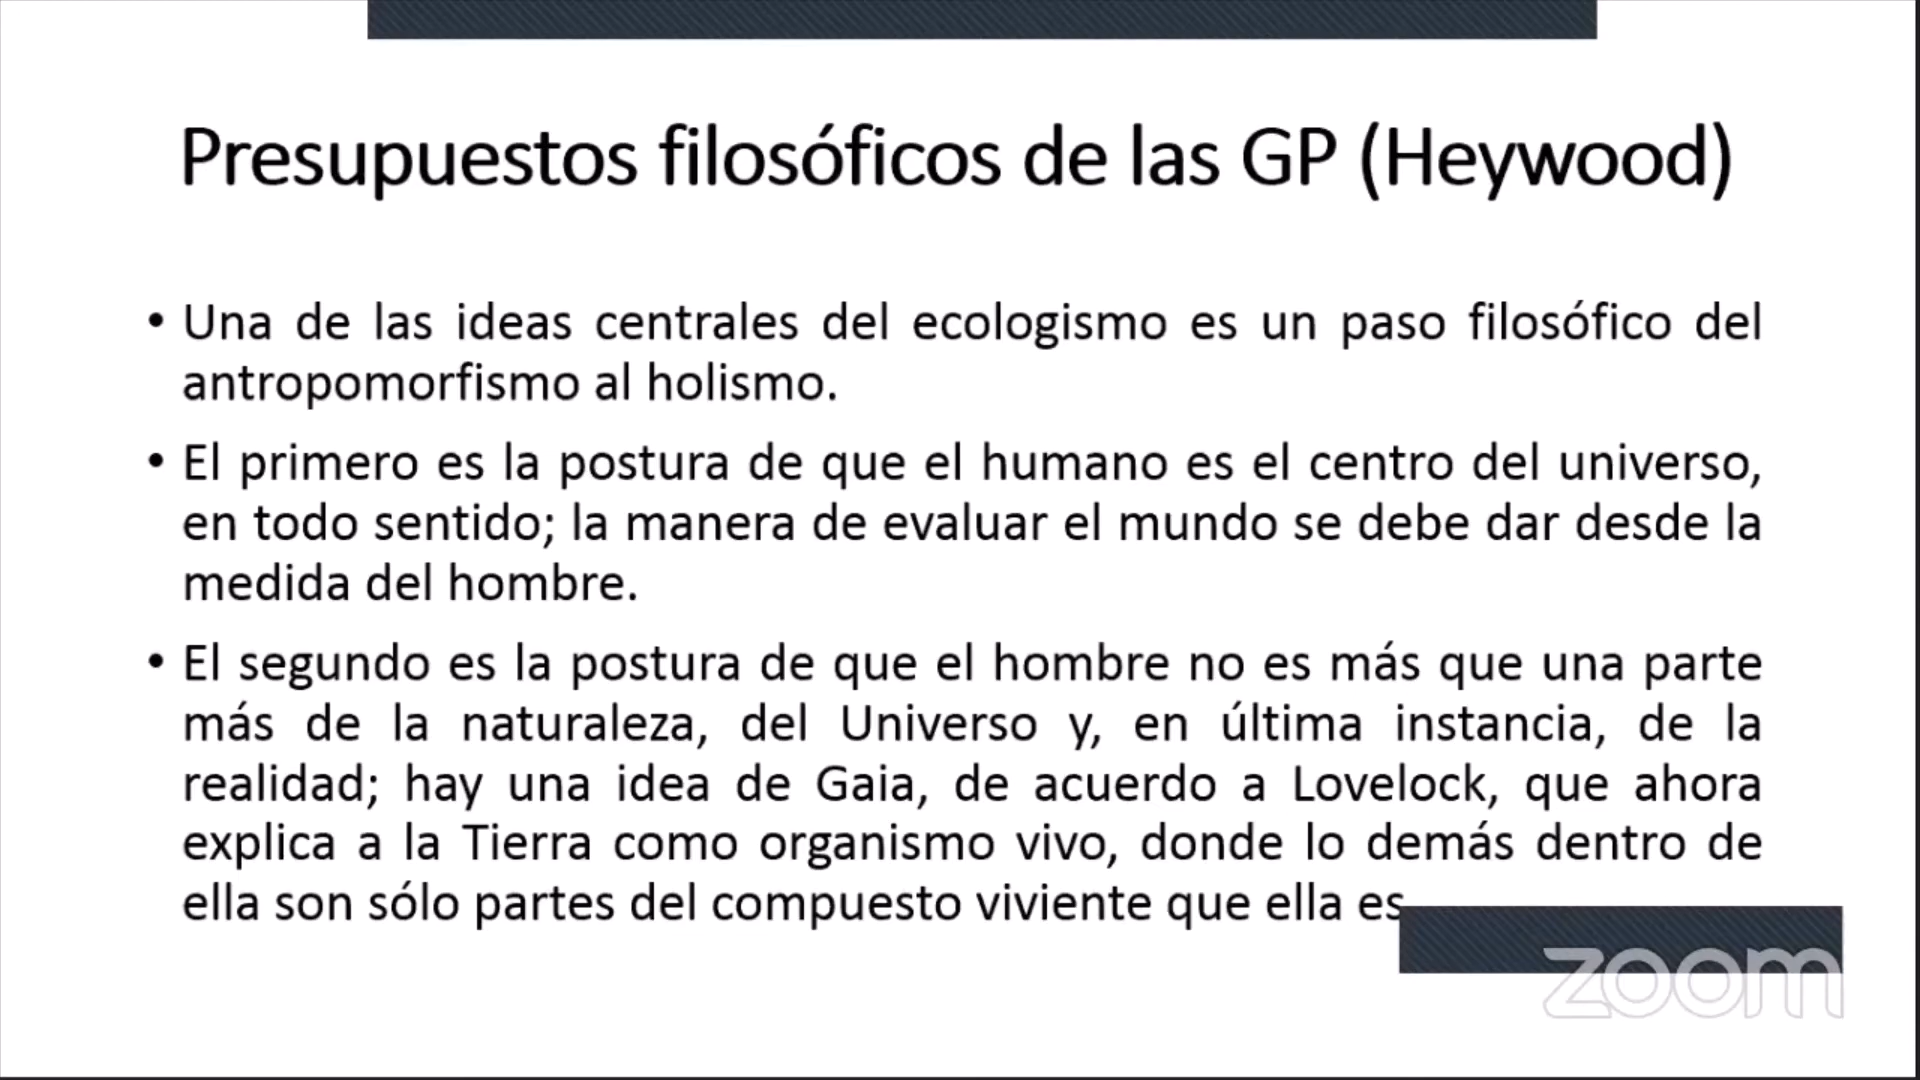 Presupuestos filosóficos de las GP (Heywood)
• Una de las ideas centrales del ecologismo es un paso filosófico del
antropomorfismo al holismo.
• El primero es la postura de que el humano es el centro del universo,
en todo sentido; la manera de evaluar el mundo se debe dar desde la
medida del hombre.
• El segundo es la postura de que el hombre no es más que una parte
más de la naturaleza, del Universo y, en última instancia, de la
realidad; hay una idea de Gaia, de acuerdo a Lovelock, que ahora
explica a la Tierra como organismo vivo, donde lo demás dentro de
ella son sólo partes del compuesto viviente que ella es
zoom